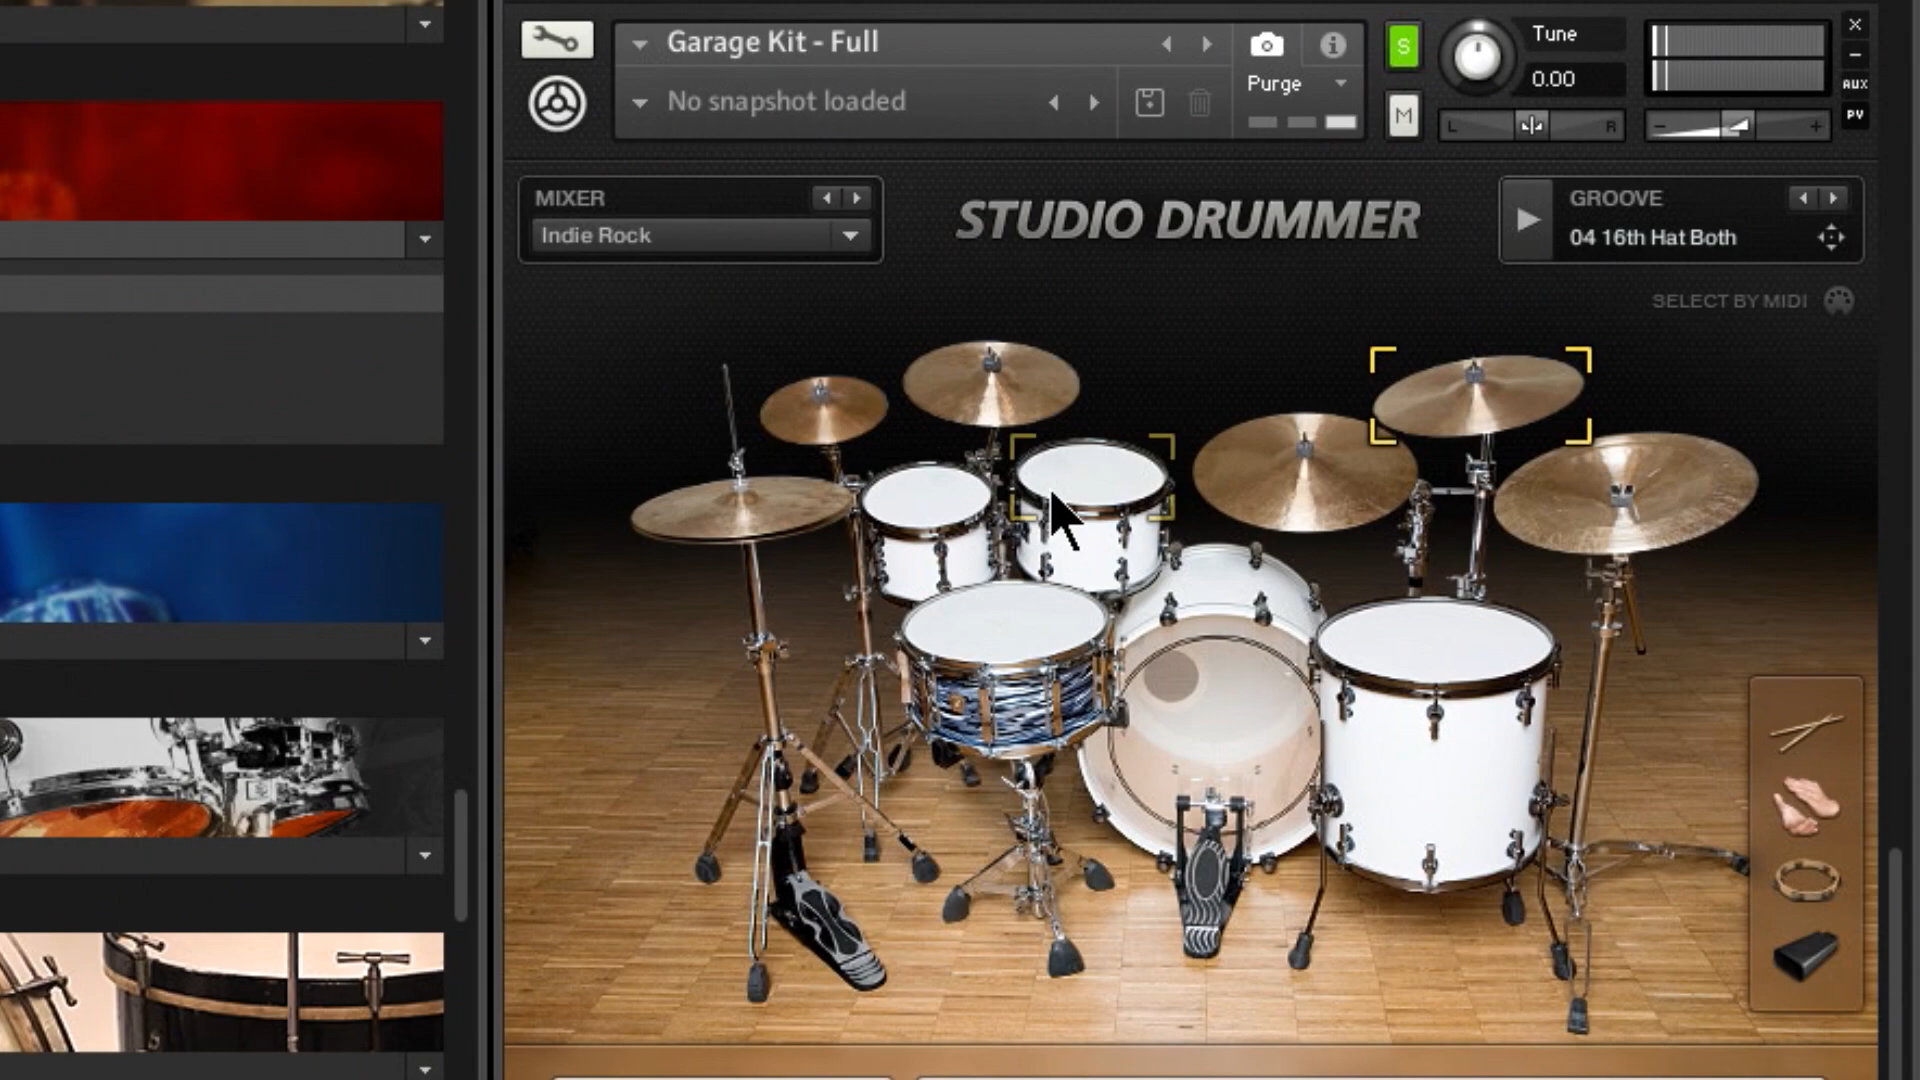 Garage Kit - Full
No snapshot loaded
Purge
S
M
Tune
0.00
L
R
AUX
PV
MIXER
Indie Rock
STUDIO DRUMMER
GROOVE
04 16th Hat Both
SELECT BY MIDI